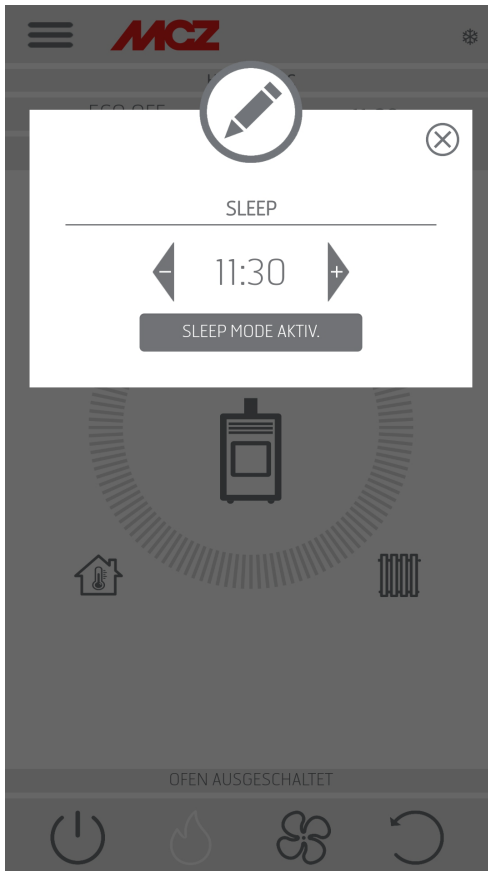 MCZ
SLEEP
- 11:30 +
SLEEP MODE AKTIV.
OFEN AUSGESCHALTET